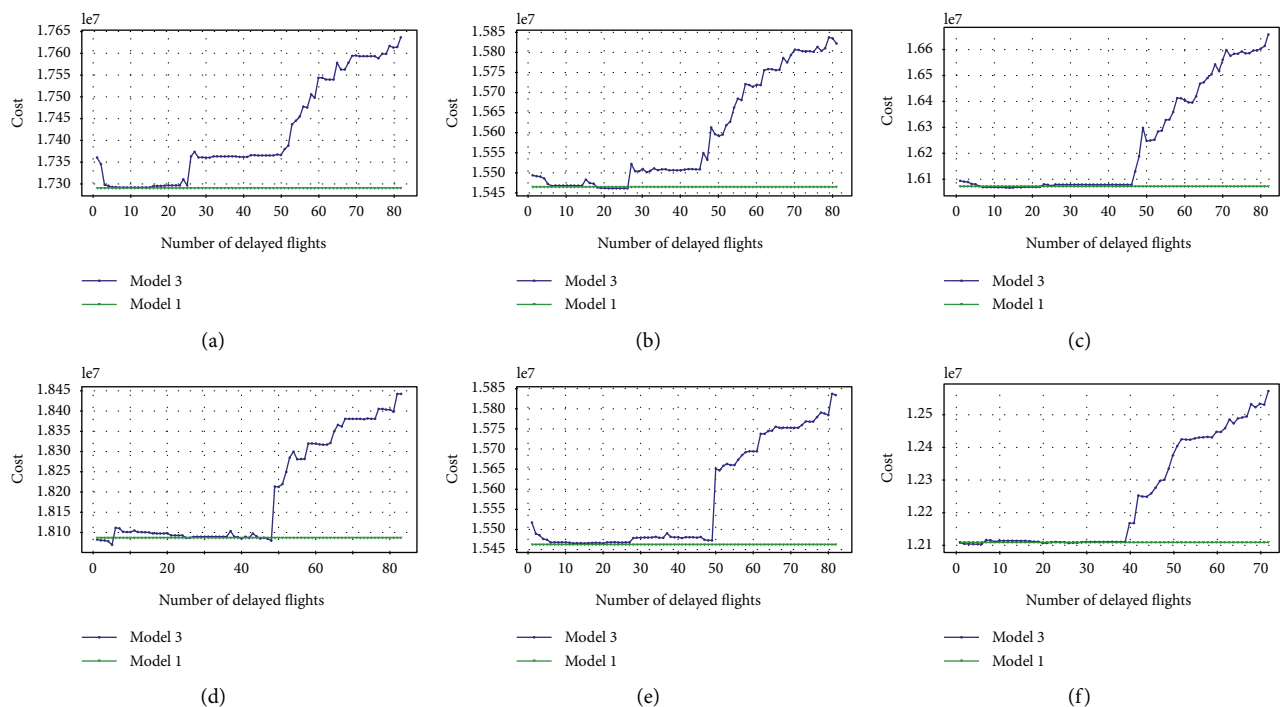 1e7
1.765
1.760
1.755
1.750
1.745
1.740
1.735
1.730
Cost
0 10 20 30 40 50 60 70 80
Number of delayed flights
Model 3
Model 1
(a)
1e7
1.585
1.580
1.575
1.570
1.565
1.560
1.555
1.550
1.545
Cost
0 10 20 30 40 50 60 70 80
Number of delayed flights
Model 3
Model 1
(b)
1e7
1.66
1.65
1.64
1.63
1.62
1.61
Cost
0 10 20 30 40 50 60 70 80
Number of delayed flights
Model 3
Model 1
(c)
1e7
1.845
1.840
1.835
1.830
1.825
1.820
1.815
1.810
Cost
0 20 40 60 80
Number of delayed flights
Model 3
Model 1
(d)
1e7
1.585
1.580
1.575
1.570
1.565
1.560
1.555
1.550
1.545
Cost
0 10 20 30 40 50 60 70 80
Number of delayed flights
Model 3
Model 1
(e)
1e7
1.25
1.24
1.23
1.22
1.21
Cost
0 10 20 30 40 50 60 70
Number of delayed flights
Model 3
Model 1
(f)